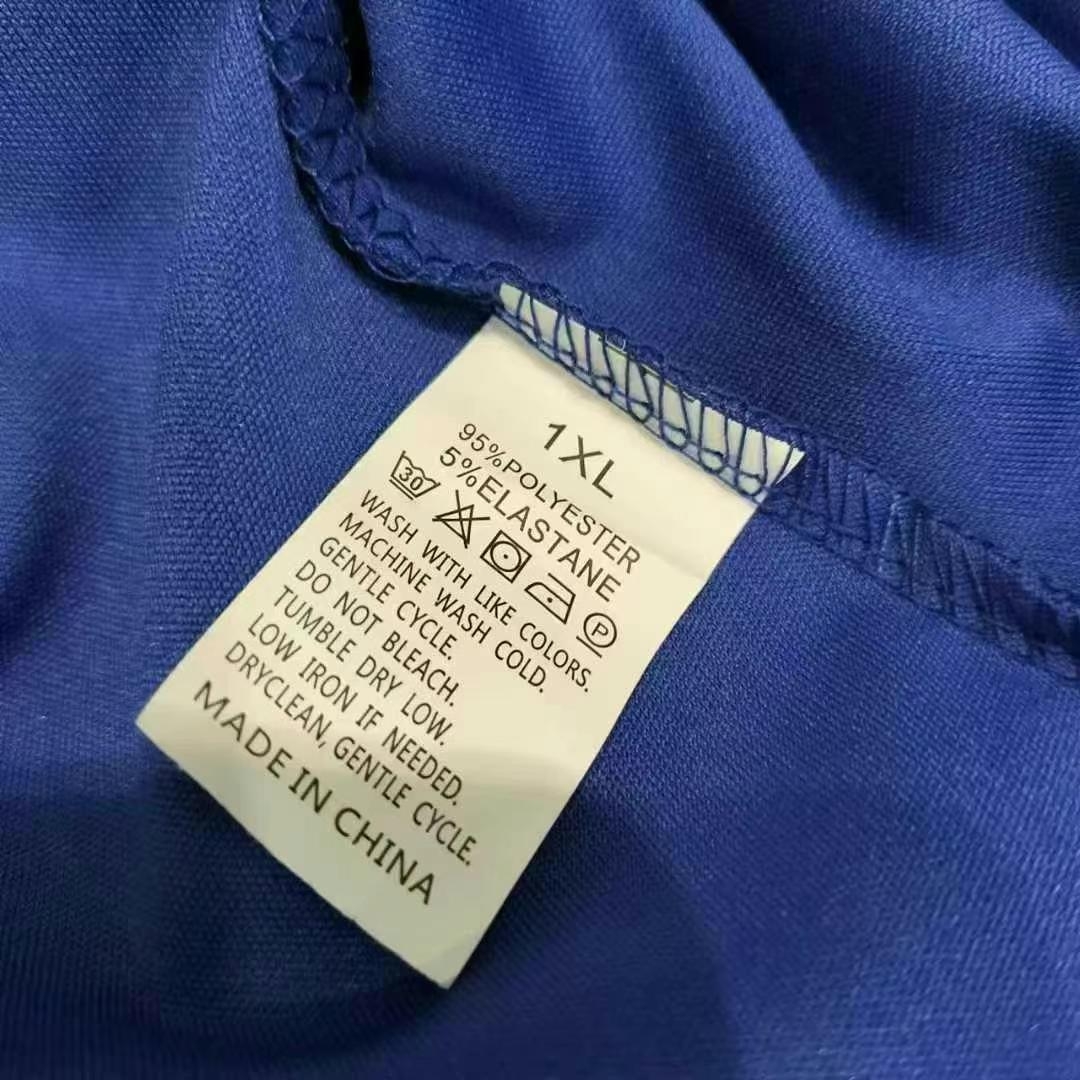 1XL
95%POLYESTER
5%ELASTANE
30 P
WASH WITH LIKE COLORS.
MACHINE WASH COLD.
GENTLE CYCLE.
DO NOT BLEACH.
TUMBLE DRY LOW.
LOW IRON IF NEEDED.
DRYCLEAN, GENTLE CYCLE.
MADE IN CHINA